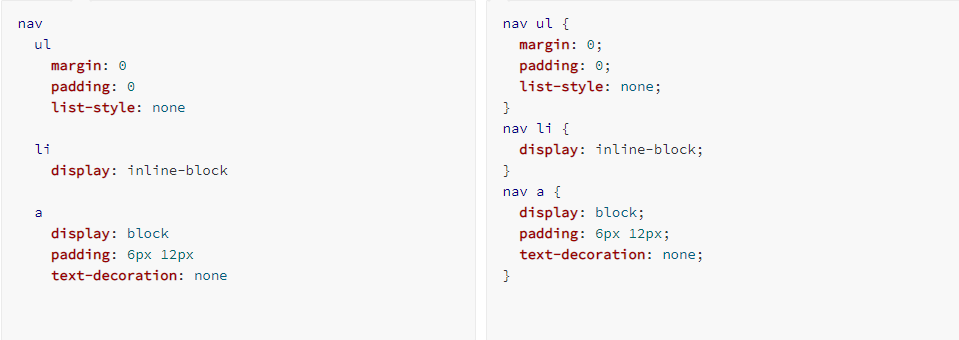 nav
  ul
    margin: 0
    padding: 0
    list-style: none

  li
    display: inline-block

  a
    display: block
    padding: 6px 12px
    text-decoration: none

nav ul {
  margin: 0;
  padding: 0;
  list-style: none;
}
nav li {
  display: inline-block;
}
nav a {
  display: block;
  padding: 6px 12px;
  text-decoration: none;
}